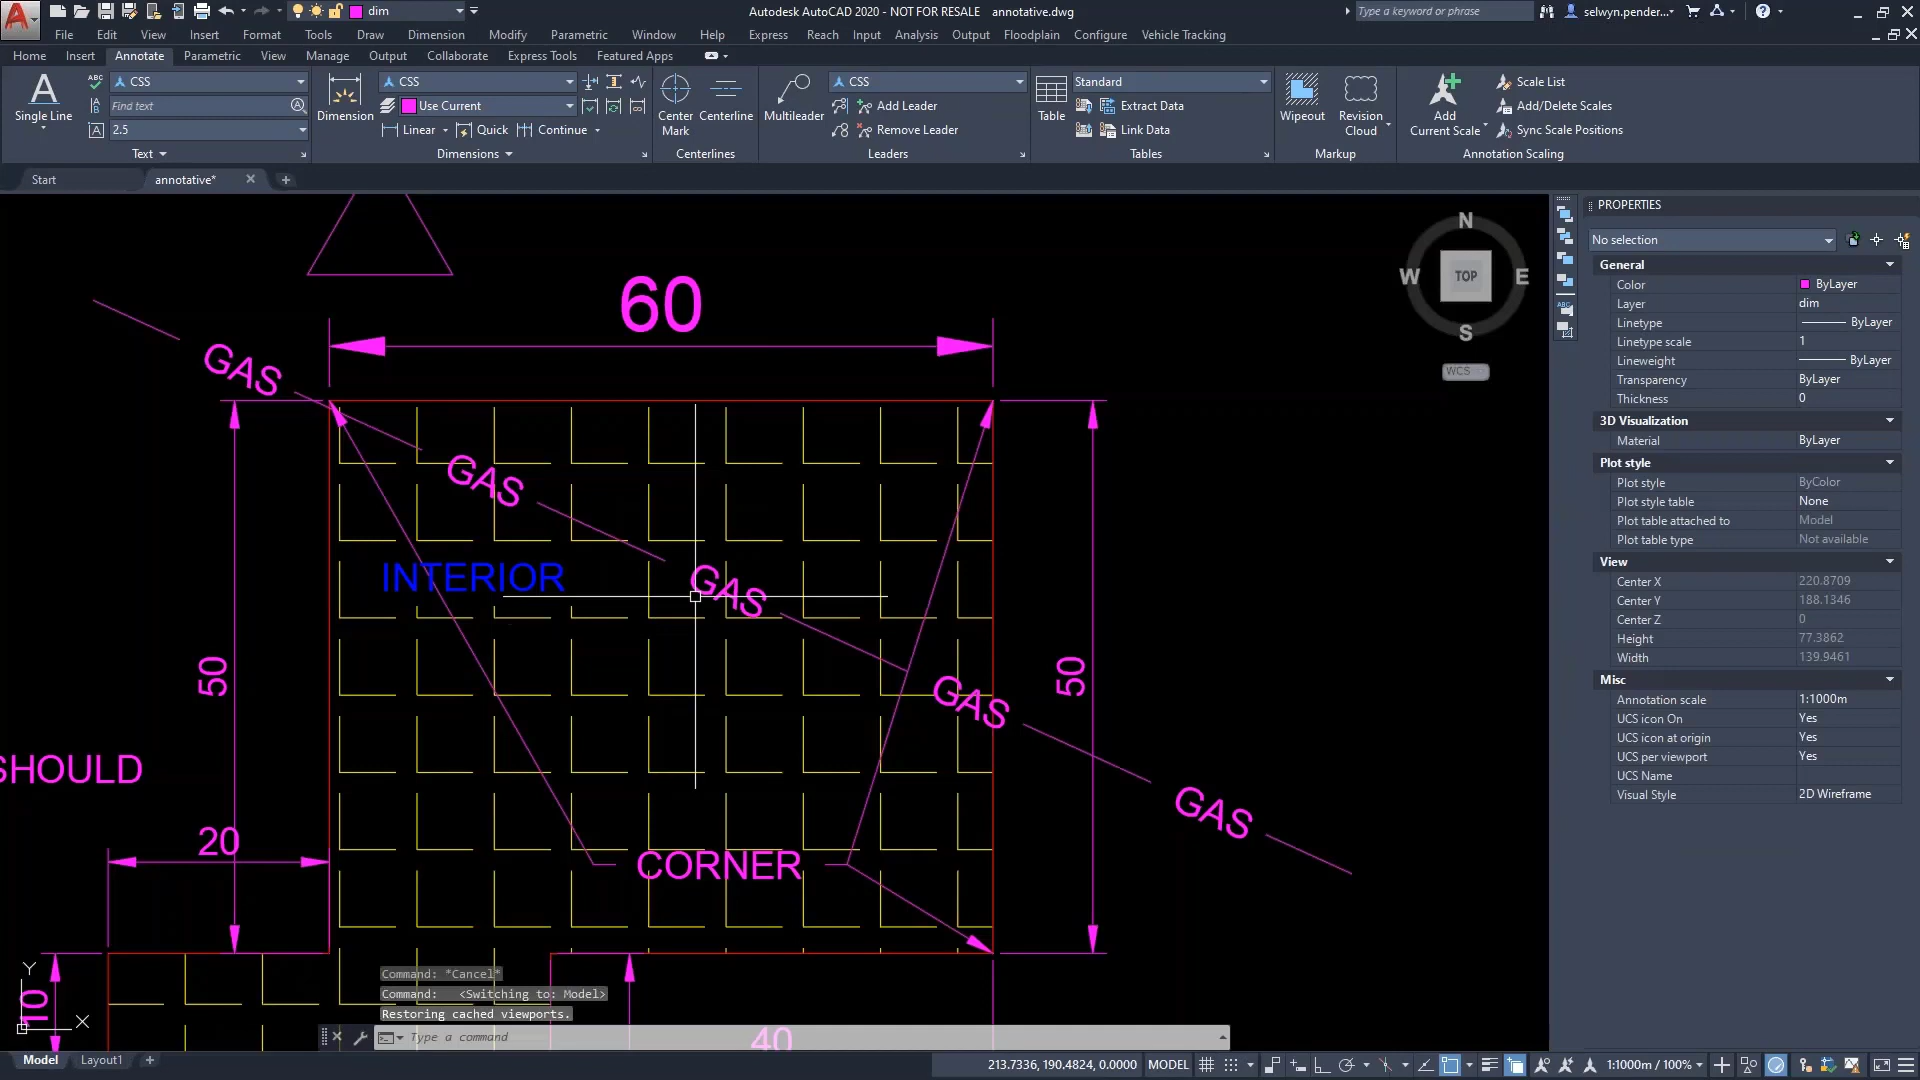 dim
Autodesk AutoCAD 2020 - NOT FOR RESALE annotative.dwg
Type a keyword or phrase
selwyn.pender...
File Edit View Insert Format Tools Draw Dimension Modify Parametric Window Help Express Reach Input Analysis Output Floodplain Configure Vehicle Tracking
Home Insert Annotate Parametric View Manage Output Collaborate Express Tools Featured Apps
CSS CSS CSS Standard Scale List
Find text Use Current Add Leader Extract Data Add/Delete Scales
Single Line Dimension Center Mark Centerline Multileader Table Wipeout Revision Cloud Add Current Scale
2.5 Linear Quick Continue Remove Leader Link Data Sync Scale Positions
Text Dimensions Centerlines Leaders Tables Markup Annotation Scaling
Start annotative*
N
W TOP E
S
WCS
60
GAS
GAS
INTERIOR
GAS
50
50
GAS
SHOULD
GAS
20
CORNER
Y
10
X
40
Command: *Cancel*
Command: <Switching to: Model>
Restoring cached viewports.
Type a command
PROPERTIES
No selection
General
Color ByLayer
Layer dim
Linetype ByLayer
Linetype scale 1
Lineweight ByLayer
Transparency ByLayer
Thickness 0
3D Visualization
Material ByLayer
Plot style
Plot style ByColor
Plot style table None
Plot table attached to Model
Plot table type Not available
View
Center X 220.8709
Center Y 188.1346
Center Z 0
Height 77.3862
Width 139.9461
Misc
Annotation scale 1:1000m
UCS icon On Yes
UCS icon at origin Yes
UCS per viewport Yes
UCS Name
Visual Style 2D Wireframe
Model Layout1
213.7336, 190.4824, 0.0000 MODEL 1:1000m / 100%